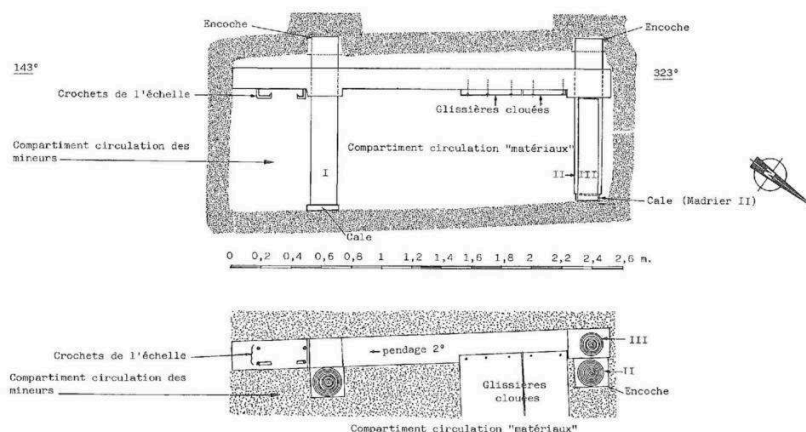 Encoche
Encoche
143°
323°
Crochets de l'échelle
Glissières clouées
Compartiment circulation des
mineurs
Compartiment circulation "matériaux"
I
II
III
Cale (Madrier II)
Cale
0 0,2 0,4 0,6 0,8 1 1,2 1,4 1,6 1,8 2 2,2 2,4 2,6 m.
III
Crochets de l'échelle
pendage 2°
II
Compartiment circulation des
mineurs
Glissières
clouées
Encoche
Compartiment circulation "matériaux"